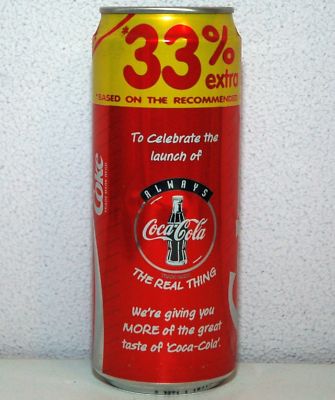 *33% extra
*BASED ON THE RECOMMENDED
To Celebrate the
launch of
ALWAYS
Coca-Cola
THE REAL THING
We're giving you
MORE of the great
taste of 'Coca-Cola'.
Coke